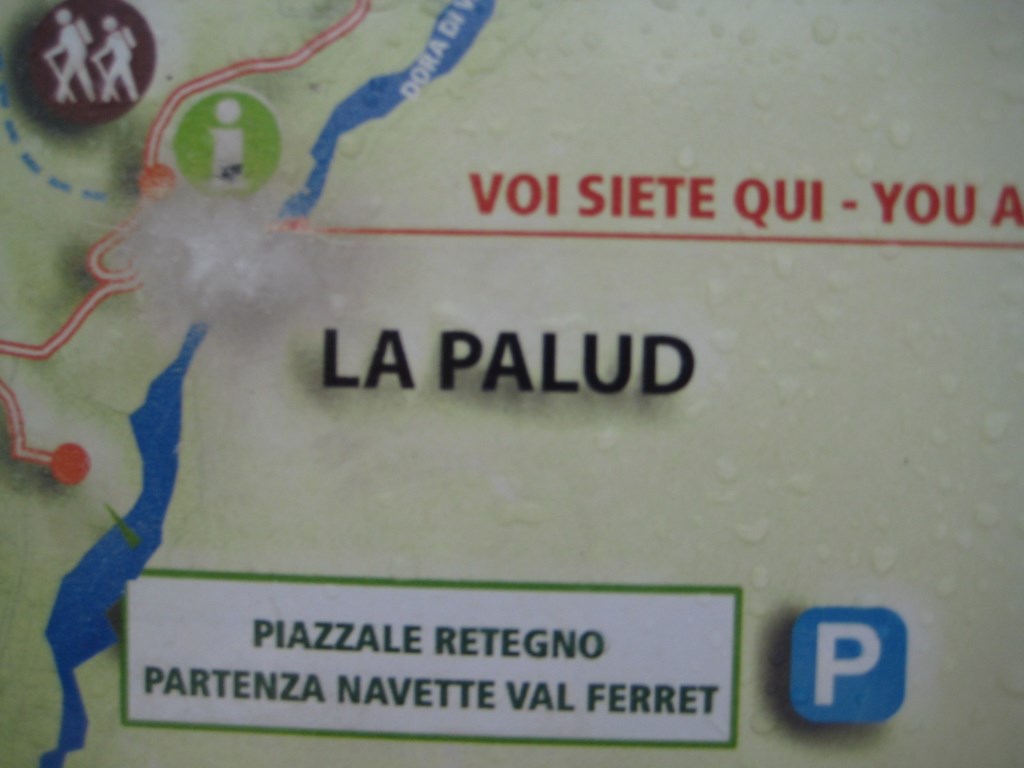 DORA DI
VOI SIETE QUI - YOU
LA PALUD
PIAZZALE RETEGNO
PARTENZA NAVETTE VAL FERRET
P